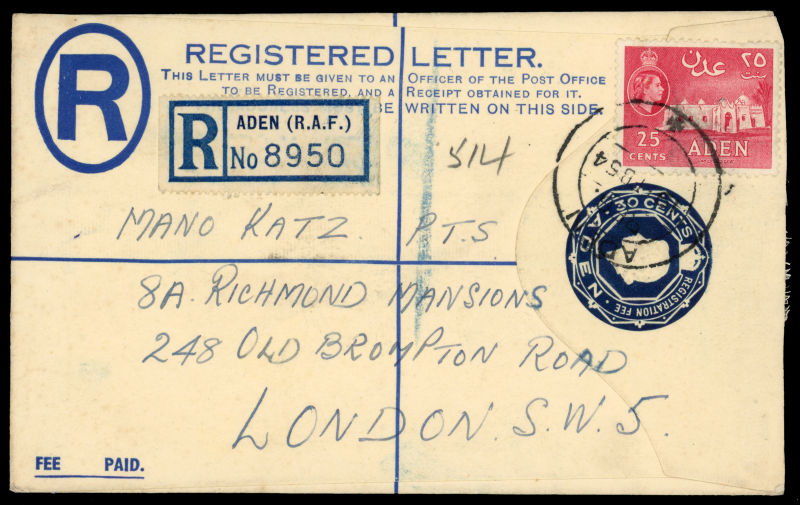 R
REGISTERED LETTER.
THIS LETTER MUST BE GIVEN TO AN OFFICER OF THE POST OFFICE
TO BE REGISTERED, AND A RECEIPT OBTAINED FOR IT.
BE WRITTEN ON THIS SIDE.
R ADEN (R.A.F.)
No 8950
514
عدن ٢٥
سنت
25
CENTS
ADEN
ADEN · 30 CENTS
REGISTRATION FEE
MANO KATZ. P.T.S.
8A. RICHMOND MANSIONS
248 OLD BROMPTON ROAD
LONDON. S.W.5.
FEE PAID.